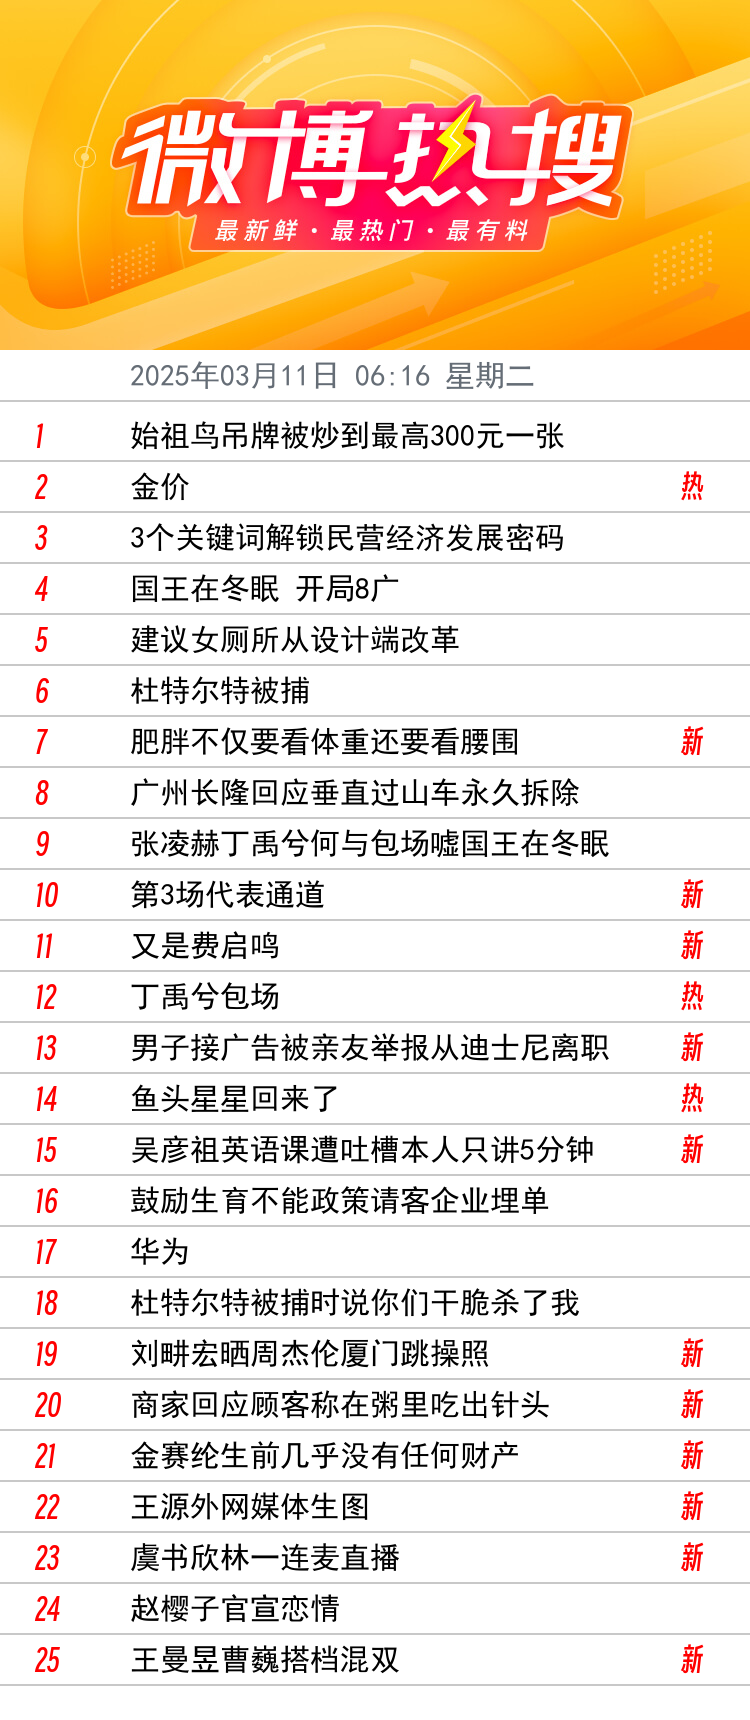 微博热搜
最新鲜·最热门·最有料
2025年03月11日 06:16 星期二
1 始祖鸟吊牌被炒到最高300元一张
2 金价 热
3 3个关键词解锁民营经济发展密码
4 国王在冬眠 开局8广
5 建议女厕所从设计端改革
6 杜特尔特被捕
7 肥胖不仅要看体重还要看腰围 新
8 广州长隆回应垂直过山车永久拆除
9 张凌赫丁禹兮何与包场嘘国王在冬眠
10 第3场代表通道 新
11 又是费启鸣 新
12 丁禹兮包场 热
13 男子接广告被亲友举报从迪士尼离职 新
14 鱼头星星回来了 热
15 吴彦祖英语课遭吐槽本人只讲5分钟 新
16 鼓励生育不能政策请客企业埋单
17 华为
18 杜特尔特被捕时说你们干脆杀了我
19 刘畊宏晒周杰伦厦门跳操照 新
20 商家回应顾客称在粥里吃出针头 新
21 金赛纶生前几乎没有任何财产 新
22 王源外网媒体生图 新
23 虞书欣林一连麦直播 新
24 赵樱子官宣恋情
25 王曼昱曹巍搭档混双 新